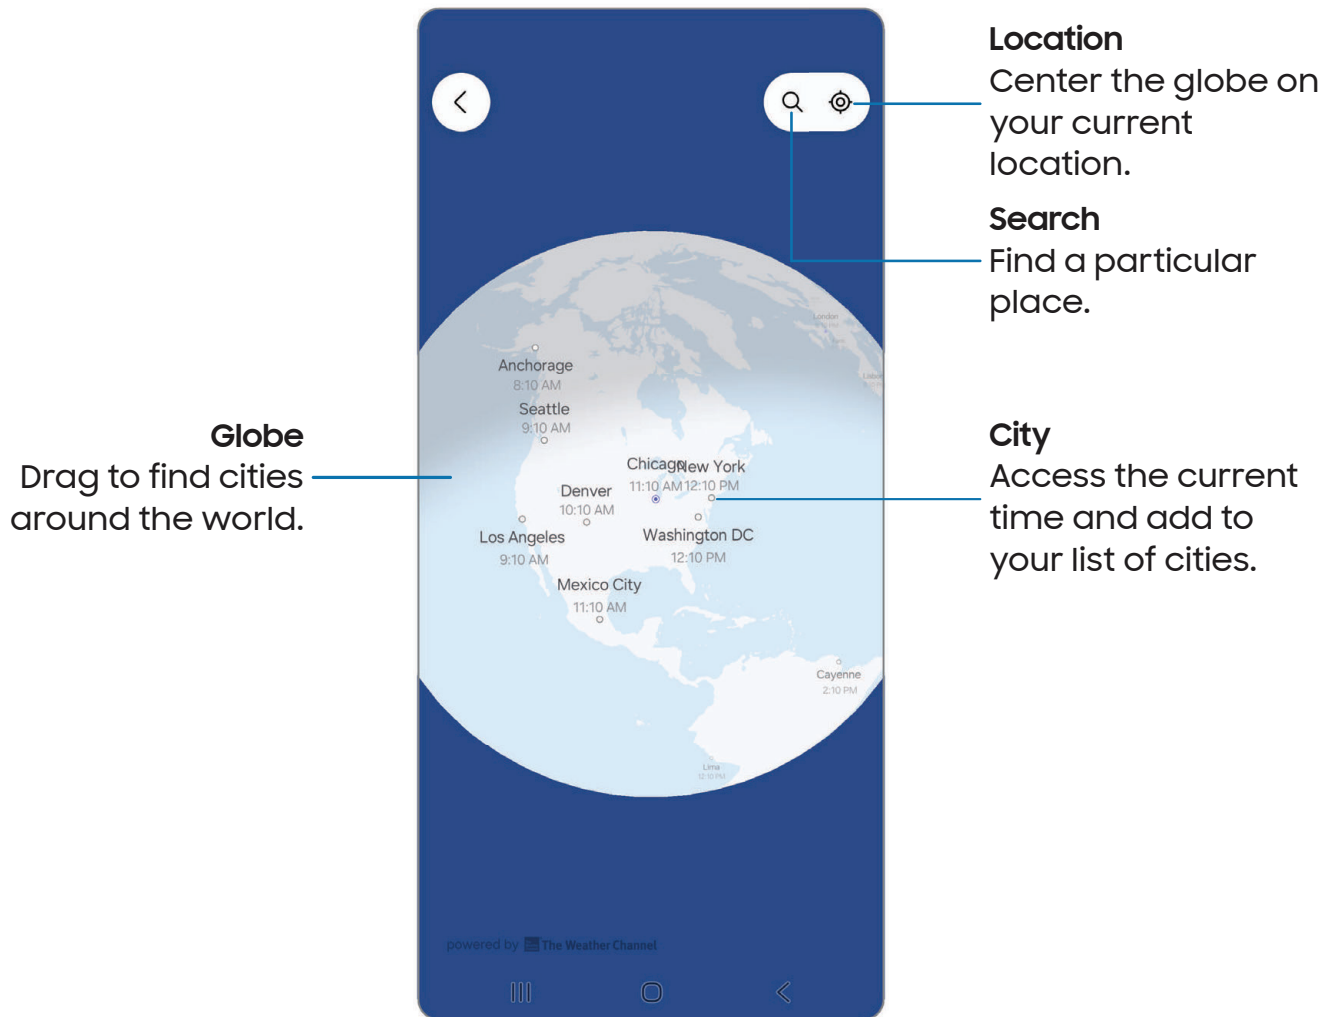 Location
Center the globe on
your current
location.
Search
Find a particular
place.
London
Anchorage
8:10 AM
Seattle
9:10 AM
Globe
Drag to find cities
around the world.
Chicago
New York
11:10 AM
12:10 PM
Denver
10:10 AM
City
Access the current
time and add to
your list of cities.
Los Angeles
9:10 AM
Washington DC
12:10 PM
Mexico City
11:10 AM
Cayenne
2:10 PM
Lima
12:10 PM
powered by The Weather Channel